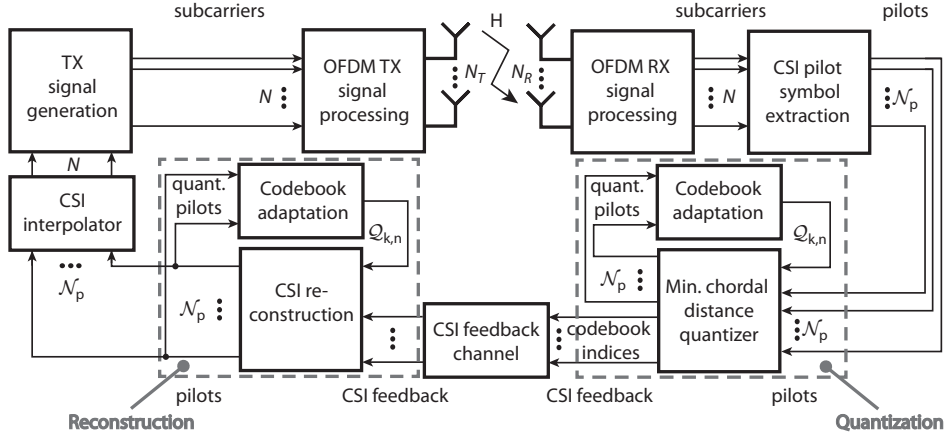 subcarriers
H
subcarriers
pilots
TX
signal
generation
N
OFDM TX
signal
processing
N_T
N_R
OFDM RX
signal
processing
N
CSI pilot
symbol
extraction
𝒩_p
N
CSI
interpolator
𝒩_p
quant.
pilots
Codebook
adaptation
𝒬_k,n
𝒩_p
CSI re-
construction
CSI feedback
channel
codebook
indices
quant.
pilots
Codebook
adaptation
𝒬_k,n
𝒩_p
Min. chordal
distance
quantizer
𝒩_p
pilots
CSI feedback
CSI feedback
pilots
Reconstruction
Quantization